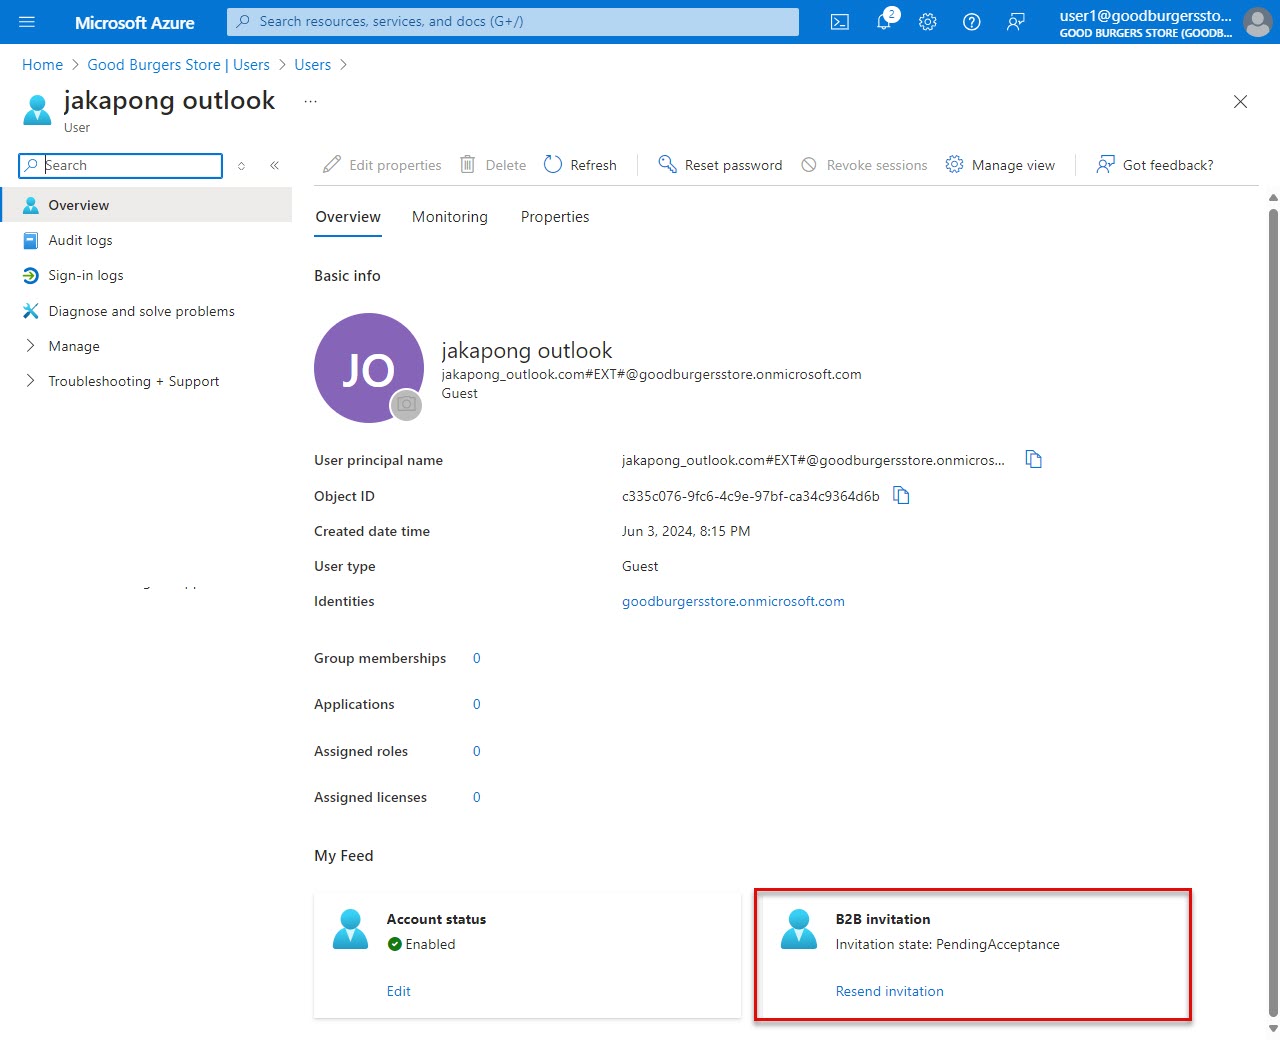 Microsoft Azure
Search resources, services, and docs (G+/)
2
user1@goodburgerssto...
GOOD BURGERS STORE (GOODB...
Home > Good Burgers Store | Users > Users >
jakapong outlook ...
User
Search
Edit properties Delete Refresh Reset password Revoke sessions Manage view Got feedback?
Overview
Audit logs
Sign-in logs
Diagnose and solve problems
Manage
Troubleshooting + Support
Overview Monitoring Properties
Basic info
JO
jakapong outlook
jakapong_outlook.com#EXT#@goodburgersstore.onmicrosoft.com
Guest
User principal name jakapong_outlook.com#EXT#@goodburgersstore.onmicros...
Object ID c335c076-9fc6-4c9e-97bf-ca34c9364d6b
Created date time Jun 3, 2024, 8:15 PM
User type Guest
Identities goodburgersstore.onmicrosoft.com
Group memberships 0
Applications 0
Assigned roles 0
Assigned licenses 0
My Feed
Account status
Enabled
Edit
B2B invitation
Invitation state: PendingAcceptance
Resend invitation